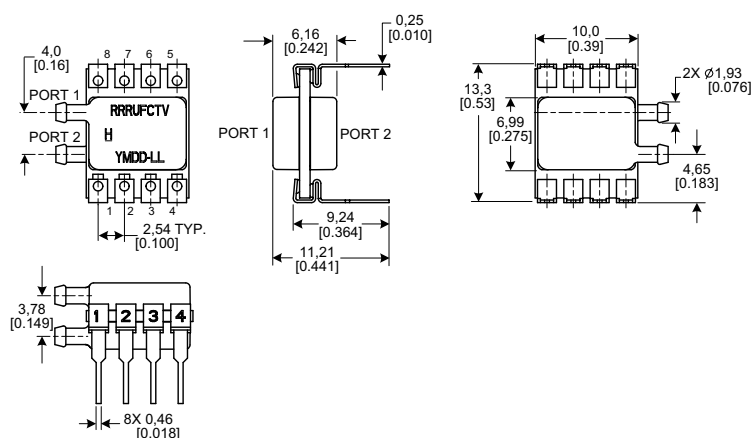 4,0
[0.16]
8 7 6 5
PORT 1
PORT 2
RRRUFCTV
H
YMDD-LL
1 2 3 4
2,54 TYP.
[0.100]
6,16
[0.242]
0,25
[0.010]
PORT 1
PORT 2
9,24
[0.364]
11,21
[0.441]
10,0
[0.39]
13,3
[0.53]
6,99
[0.275]
2X Ø1,93
[0.076]
4,65
[0.183]
3,78
[0.149]
1 2 3 4
8X 0,46
[0.018]